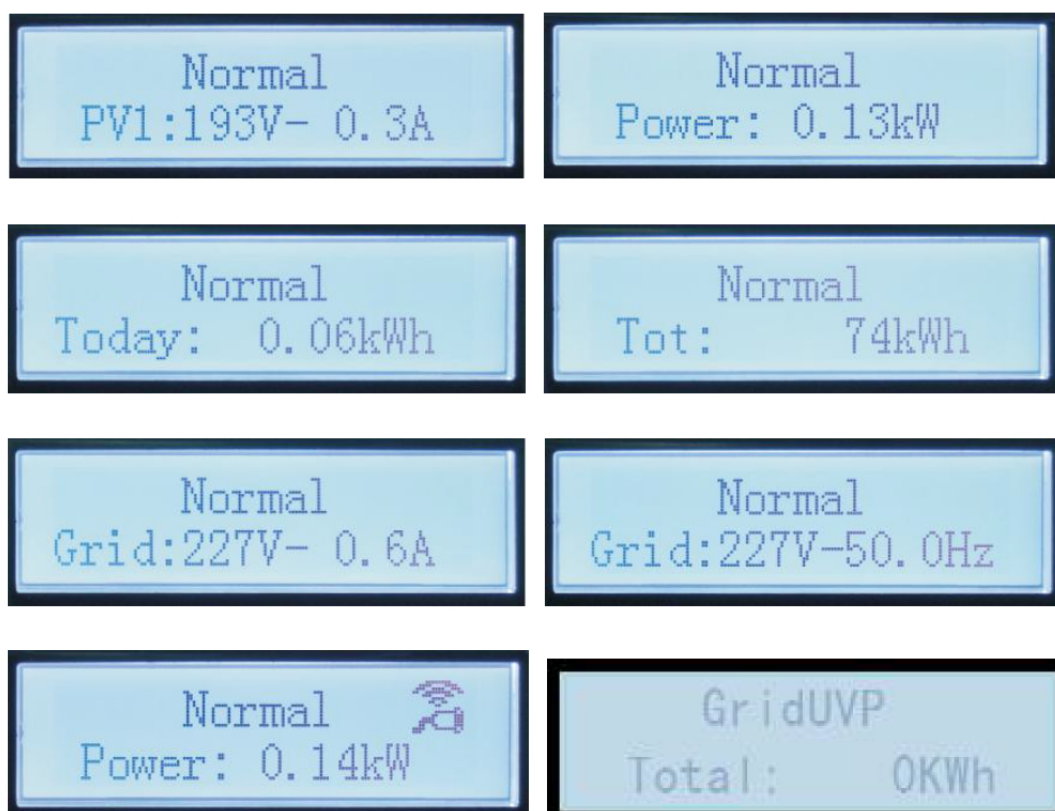 Normal
PV1:193V- 0.3A
Normal
Power: 0.13kW
Normal
Today: 0.06kWh
Normal
Tot: 74kWh
Normal
Grid:227V- 0.6A
Normal
Grid:227V-50.0Hz
Normal
Power: 0.14kW
GridUVP
Total: 0KWh